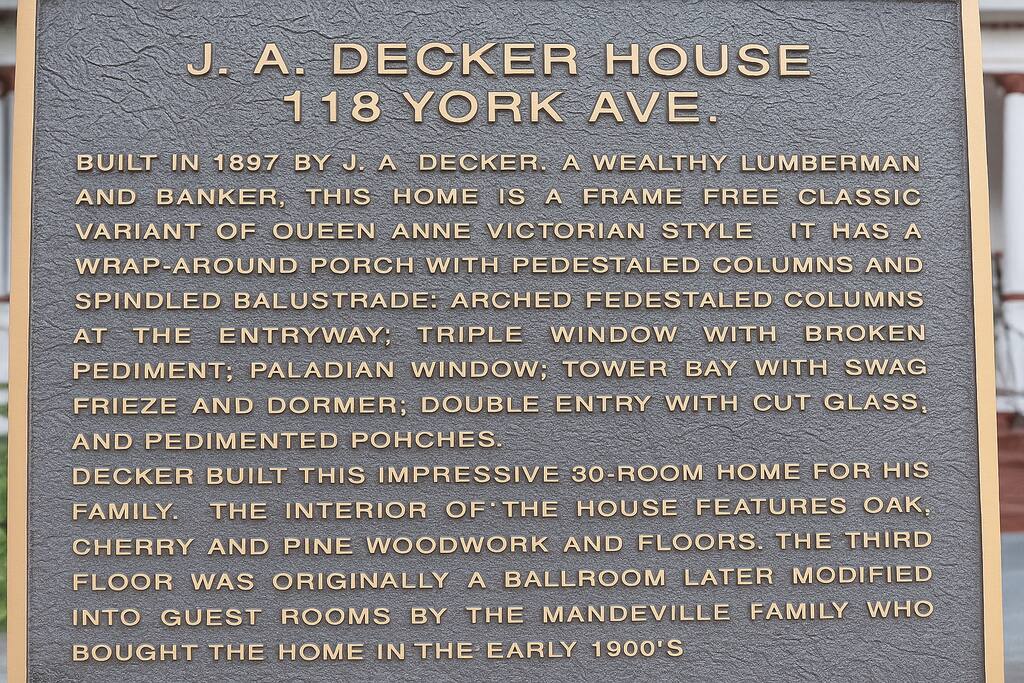 J. A. DECKER HOUSE
118 YORK AVE.
BUILT IN 1897 BY J. A DECKER. A WEALTHY LUMBERMAN
AND BANKER, THIS HOME IS A FRAME FREE CLASSIC
VARIANT OF OUEEN ANNE VICTORIAN STYLE IT HAS A
WRAP-AROUND PORCH WITH PEDESTALED COLUMNS AND
SPINDLED BALUSTRADE: ARCHED FEDESTALED COLUMNS
AT THE ENTRYWAY; TRIPLE WINDOW WITH BROKEN
PEDIMENT; PALADIAN WINDOW; TOWER BAY WITH SWAG
FRIEZE AND DORMER; DOUBLE ENTRY WITH CUT GLASS,
AND PEDIMENTED POHCHES.
DECKER BUILT THIS IMPRESSIVE 30-ROOM HOME FOR HIS
FAMILY. THE INTERIOR OF THE HOUSE FEATURES OAK,
CHERRY AND PINE WOODWORK AND FLOORS. THE THIRD
FLOOR WAS ORIGINALLY A BALLROOM LATER MODIFIED
INTO GUEST ROOMS BY THE MANDEVILLE FAMILY WHO
BOUGHT THE HOME IN THE EARLY 1900'S